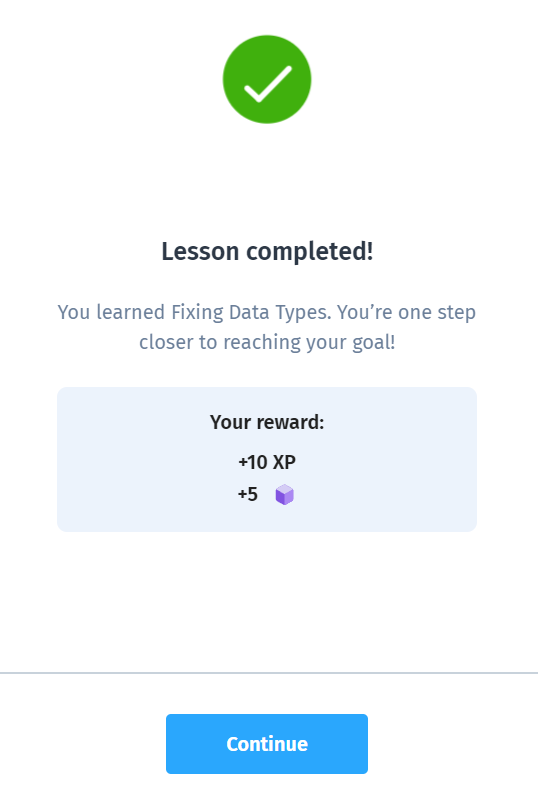 Lesson completed!
You learned Fixing Data Types. You’re one step
closer to reaching your goal!
Your reward:
+10 XP
+5
Continue